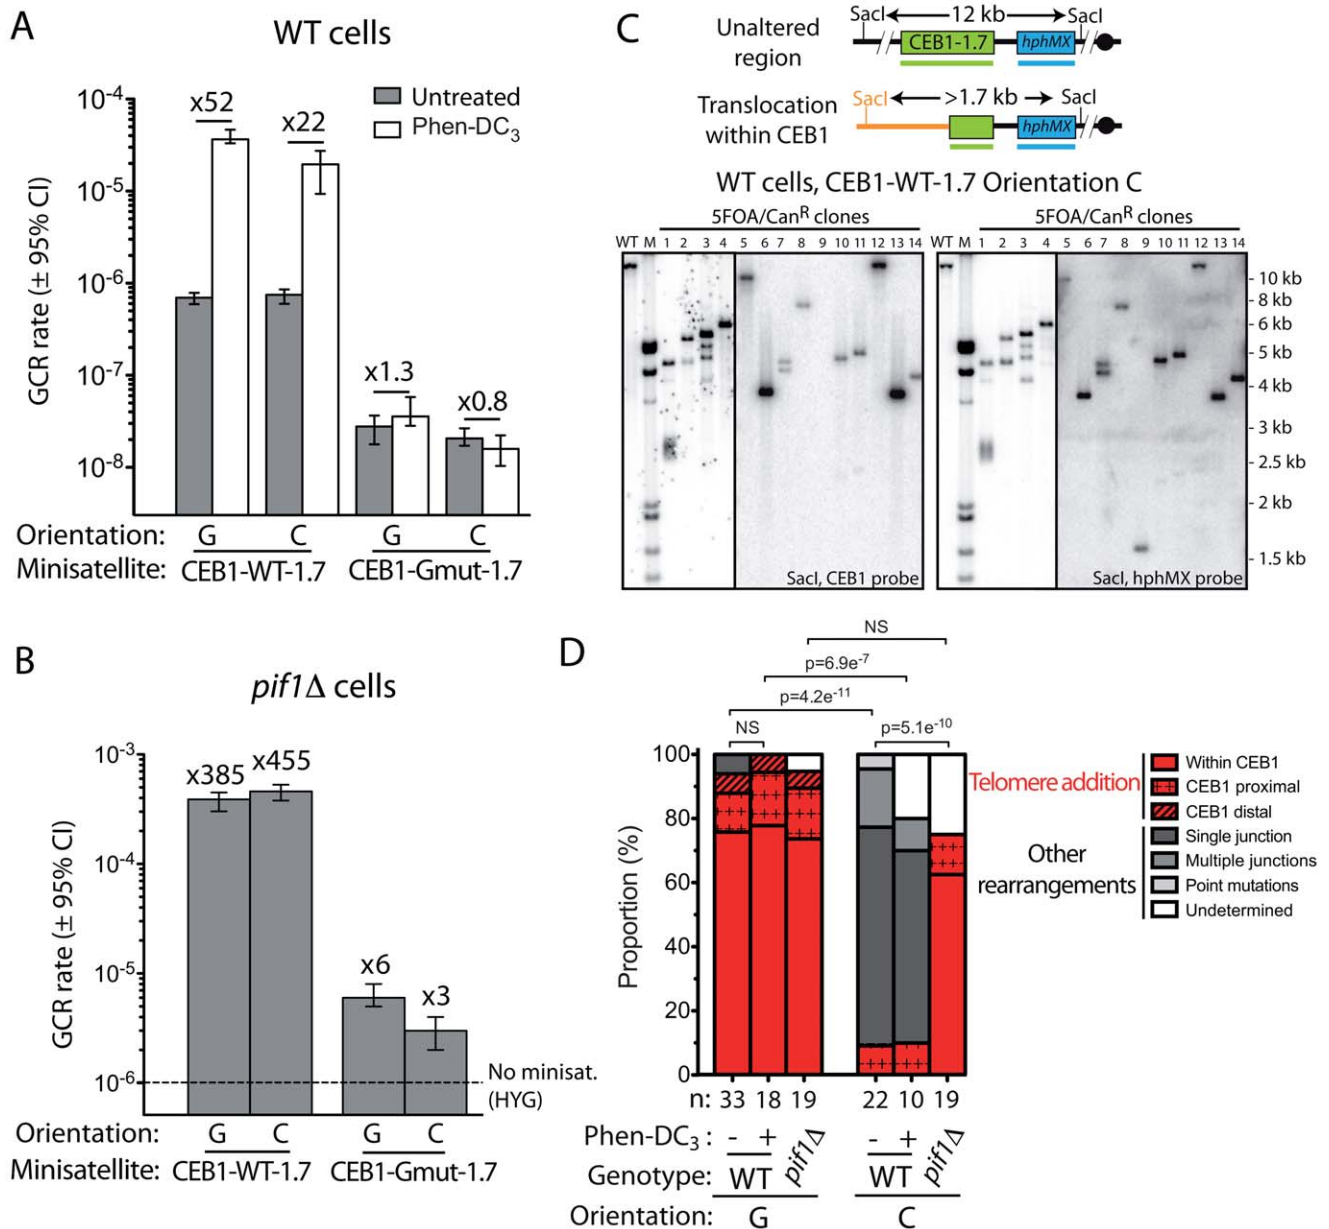 A
WT cells
Untreated
Phen-DC3
GCR rate (± 95% CI)
10-4
10-5
10-6
10-7
10-8
x52
x22
x1.3
x0.8
Orientation: G C G C
Minisatellite: CEB1-WT-1.7 CEB1-Gmut-1.7
B
pif1Δ cells
GCR rate (± 95% CI)
10-3
10-4
10-5
10-6
x385
x455
x6
x3
No minisat.
(HYG)
Orientation: G C G C
Minisatellite: CEB1-WT-1.7 CEB1-Gmut-1.7
C
Unaltered
region
SacI 12 kb SacI
CEB1-1.7 hphMX
Translocation
within CEB1
SacI >1.7 kb SacI
hphMX
WT cells, CEB1-WT-1.7 Orientation C
5FOA/CanR clones
5FOA/CanR clones
WT M 1 2 3 4 5 6 7 8 9 10 11 12 13 14
WT M 1 2 3 4 5 6 7 8 9 10 11 12 13 14
- 10 kb
- 8 kb
- 6 kb
- 5 kb
- 4 kb
- 3 kb
- 2.5 kb
- 2 kb
- 1.5 kb
SacI, CEB1 probe
SacI, hphMX probe
D
NS
p=6.9e-7
p=4.2e-11
NS
p=5.1e-10
Proportion (%)
100
80
60
40
20
0
Telomere addition
Within CEB1
CEB1 proximal
CEB1 distal
Other
rearrangements
Single junction
Multiple junctions
Point mutations
Undetermined
n: 33 18 19 22 10 19
Phen-DC3 : - + - +
Genotype: WT pif1Δ WT pif1Δ
Orientation: G C